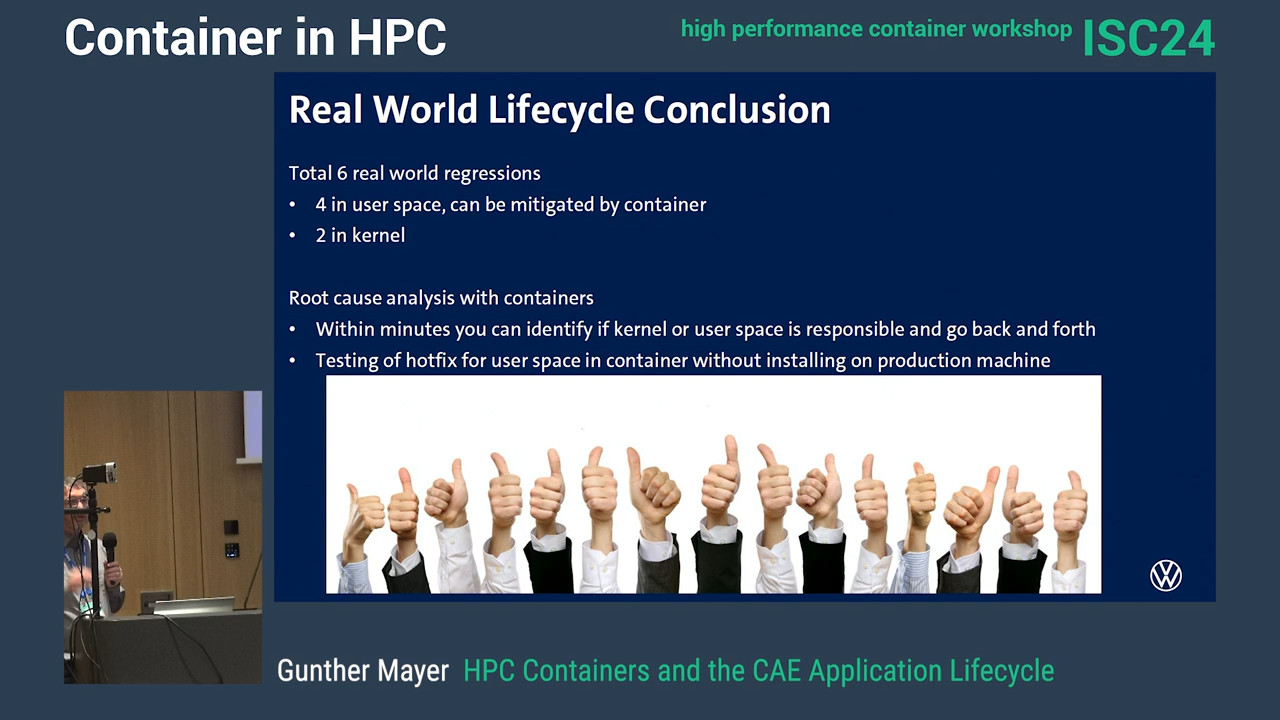 Container in HPC
high performance container workshop ISC24
Real World Lifecycle Conclusion
Total 6 real world regressions
• 4 in user space, can be mitigated by container
• 2 in kernel
Root cause analysis with containers
• Within minutes you can identify if kernel or user space is responsible and go back and forth
• Testing of hotfix for user space in container without installing on production machine
Gunther Mayer HPC Containers and the CAE Application Lifecycle